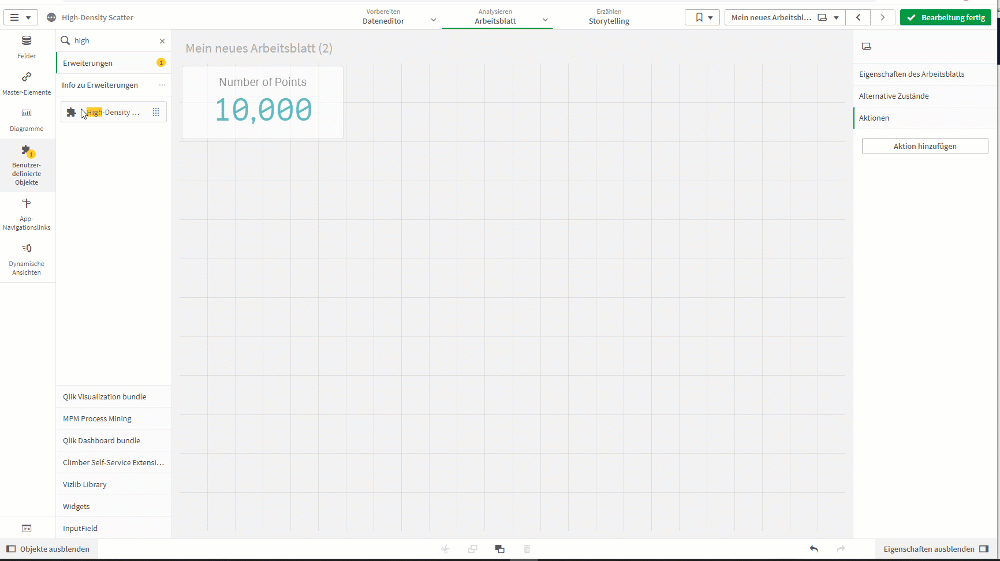 High-Density Scatter
Vorbereiten
Dateneditor
Analysieren
Arbeitsblatt
Erzählen
Storytelling
Mein neues Arbeitsbl...
Bearbeitung fertig
Felder
Master-Elemente
Diagramme
1
Benutzer-
definierte
Objekte
App-
Navigationslinks
Dynamische
Ansichten
high
Erweiterungen
1
Info zu Erweiterungen
High-Density ...
Qlik Visualization bundle
MPM Process Mining
Qlik Dashboard bundle
Climber Self-Service Extensi...
Vizlib Library
Widgets
InputField
Mein neues Arbeitsblatt (2)
Number of Points
10,000
Eigenschaften des Arbeitsblatts
Alternative Zustände
Aktionen
Aktion hinzufügen
Objekte ausblenden
Eigenschaften ausblenden